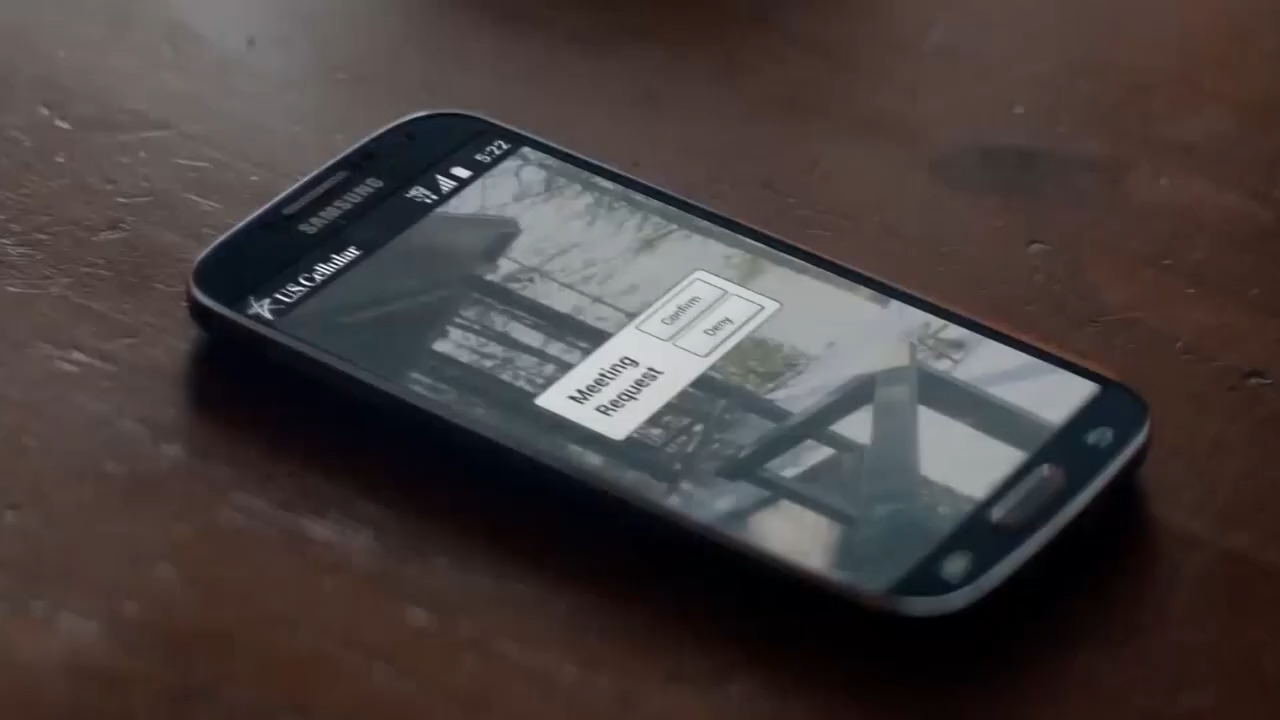 SAMSUNG
5:22
US Cellular
Meeting
Request
Confirm
Deny